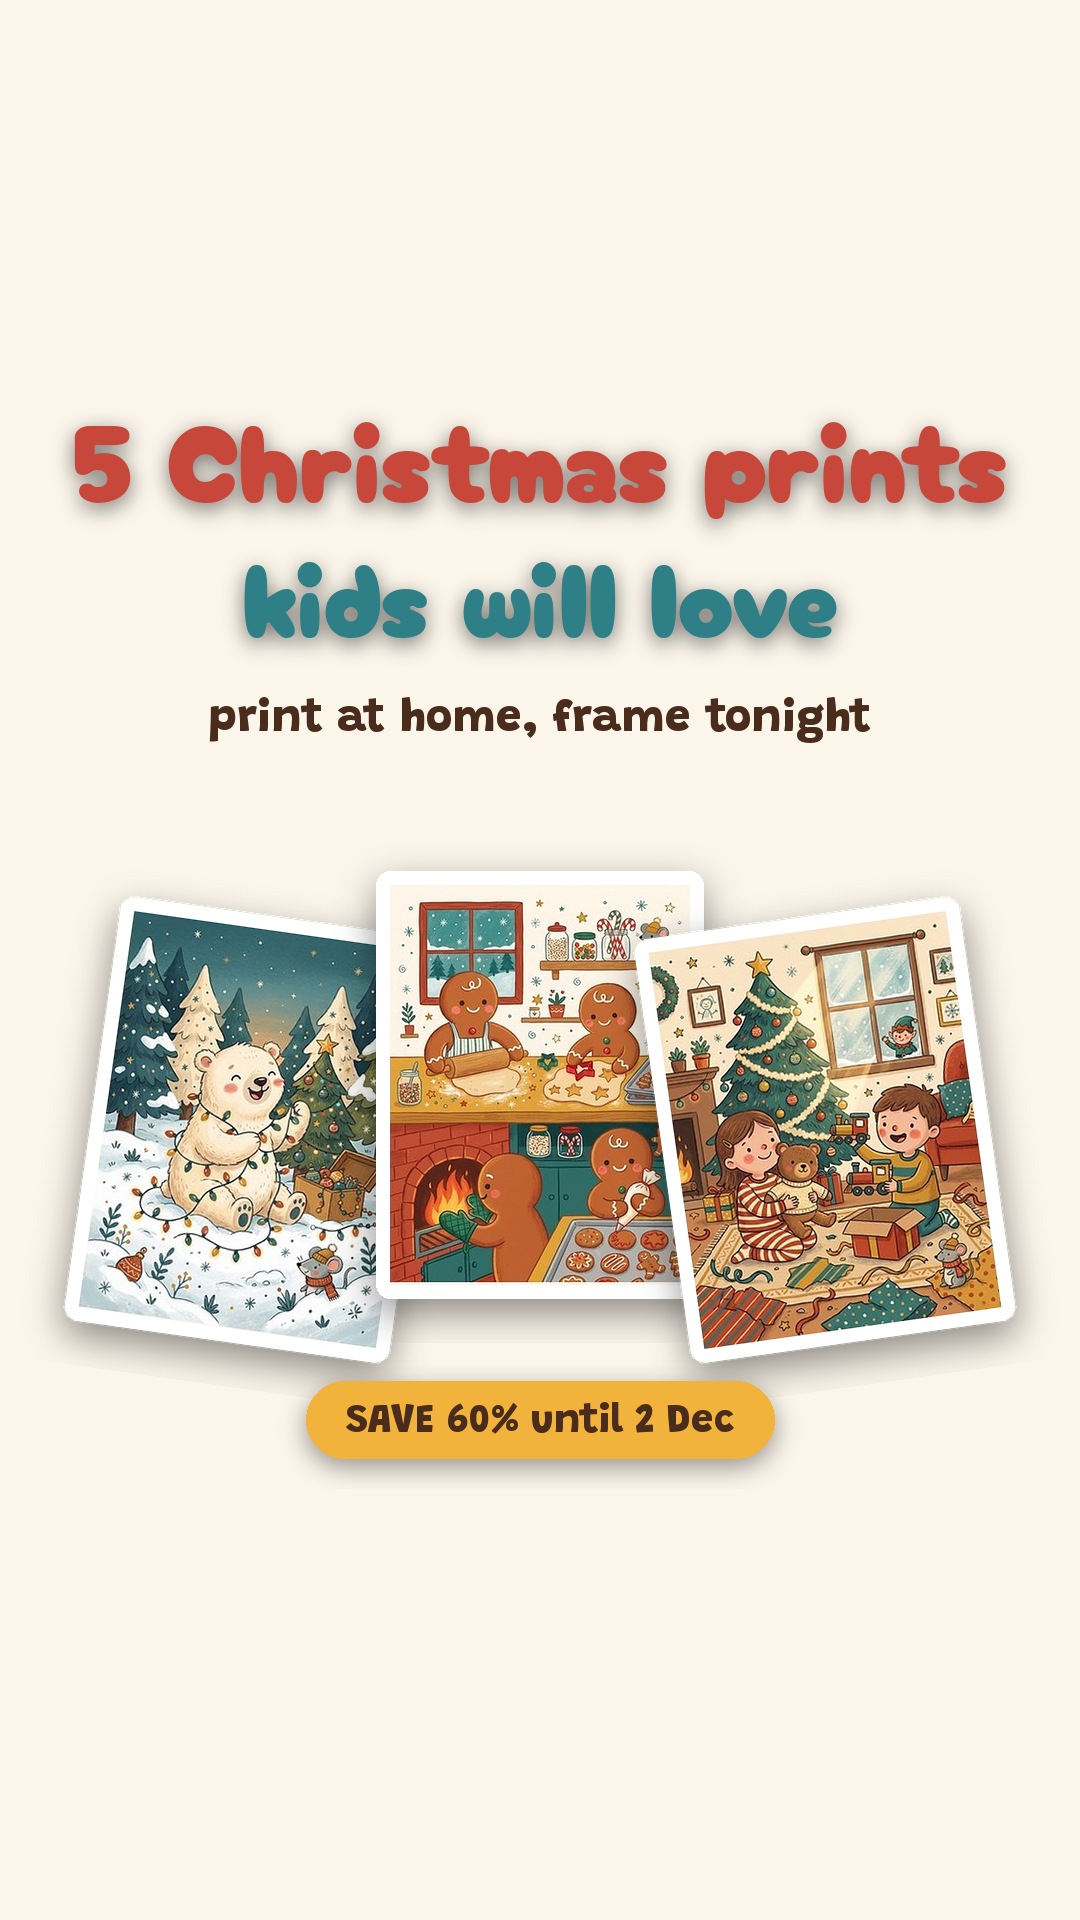 5 Christmas prints
kids will love
print at home, frame tonight
SAVE 60% until 2 Dec